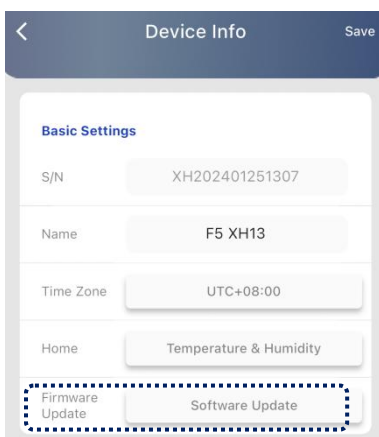 Device Info
Save
Basic Settings
S/N
XH202401251307
Name
F5 XH13
Time Zone
UTC+08:00
Home
Temperature & Humidity
Firmware
Update
Software Update